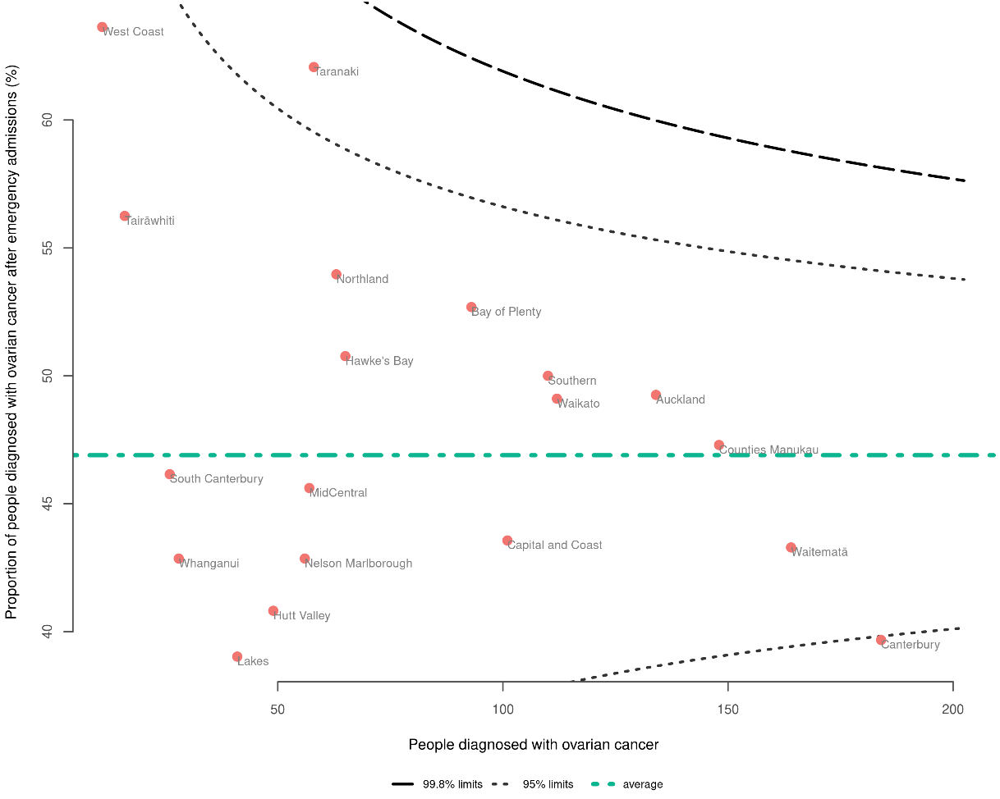 West Coast
Taranaki
60
Tairāwhiti
55
Northland
Bay of Plenty
Hawke's Bay
50
Southern
Auckland
Waikato
Counties Manukau
South Canterbury
MidCentral
45
Capital and Coast
Waitematā
Whanganui
Nelson Marlborough
Hutt Valley
40
Canterbury
Lakes
Proportion of people diagnosed with ovarian cancer after emergency admissions (%)
50 100 150 200
People diagnosed with ovarian cancer
99.8% limits 95% limits average